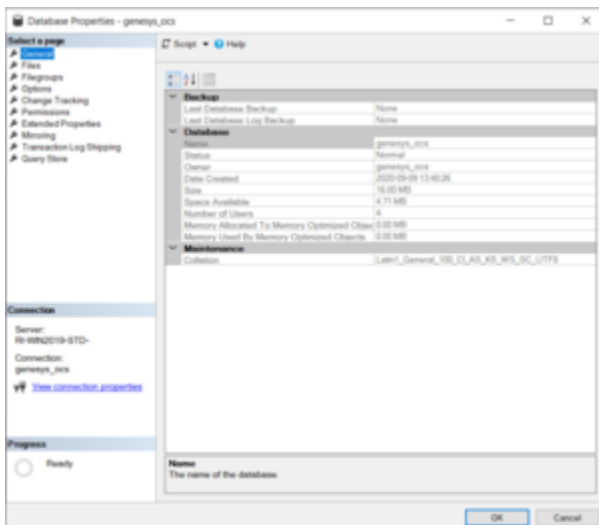 Database Properties - genesys_ocs
Select a page
General
Files
Filegroups
Options
Change Tracking
Permissions
Extended Properties
Mirroring
Transaction Log Shipping
Query Store
Script Help
Backup
Last Database Backup None
Last Database Log Backup None
Database
Name genesys_ocs
Status Normal
Owner genesys_ocs
Date Created 2020-09-09 13:40:26
Size 16.00 MB
Space Available 4.71 MB
Number of Users 4
Memory Allocated To Memory Optimized Objec 0.00 MB
Memory Used By Memory Optimized Objects 0.00 MB
Maintenance
Collation Latin1_General_100_CI_AS_KS_WS_SC_UTF8
Connection
Server:
RI-WIN2019-STD-
Connection:
genesys_ocs
View connection properties
Progress
Ready
Name
The name of the database.
OK Cancel